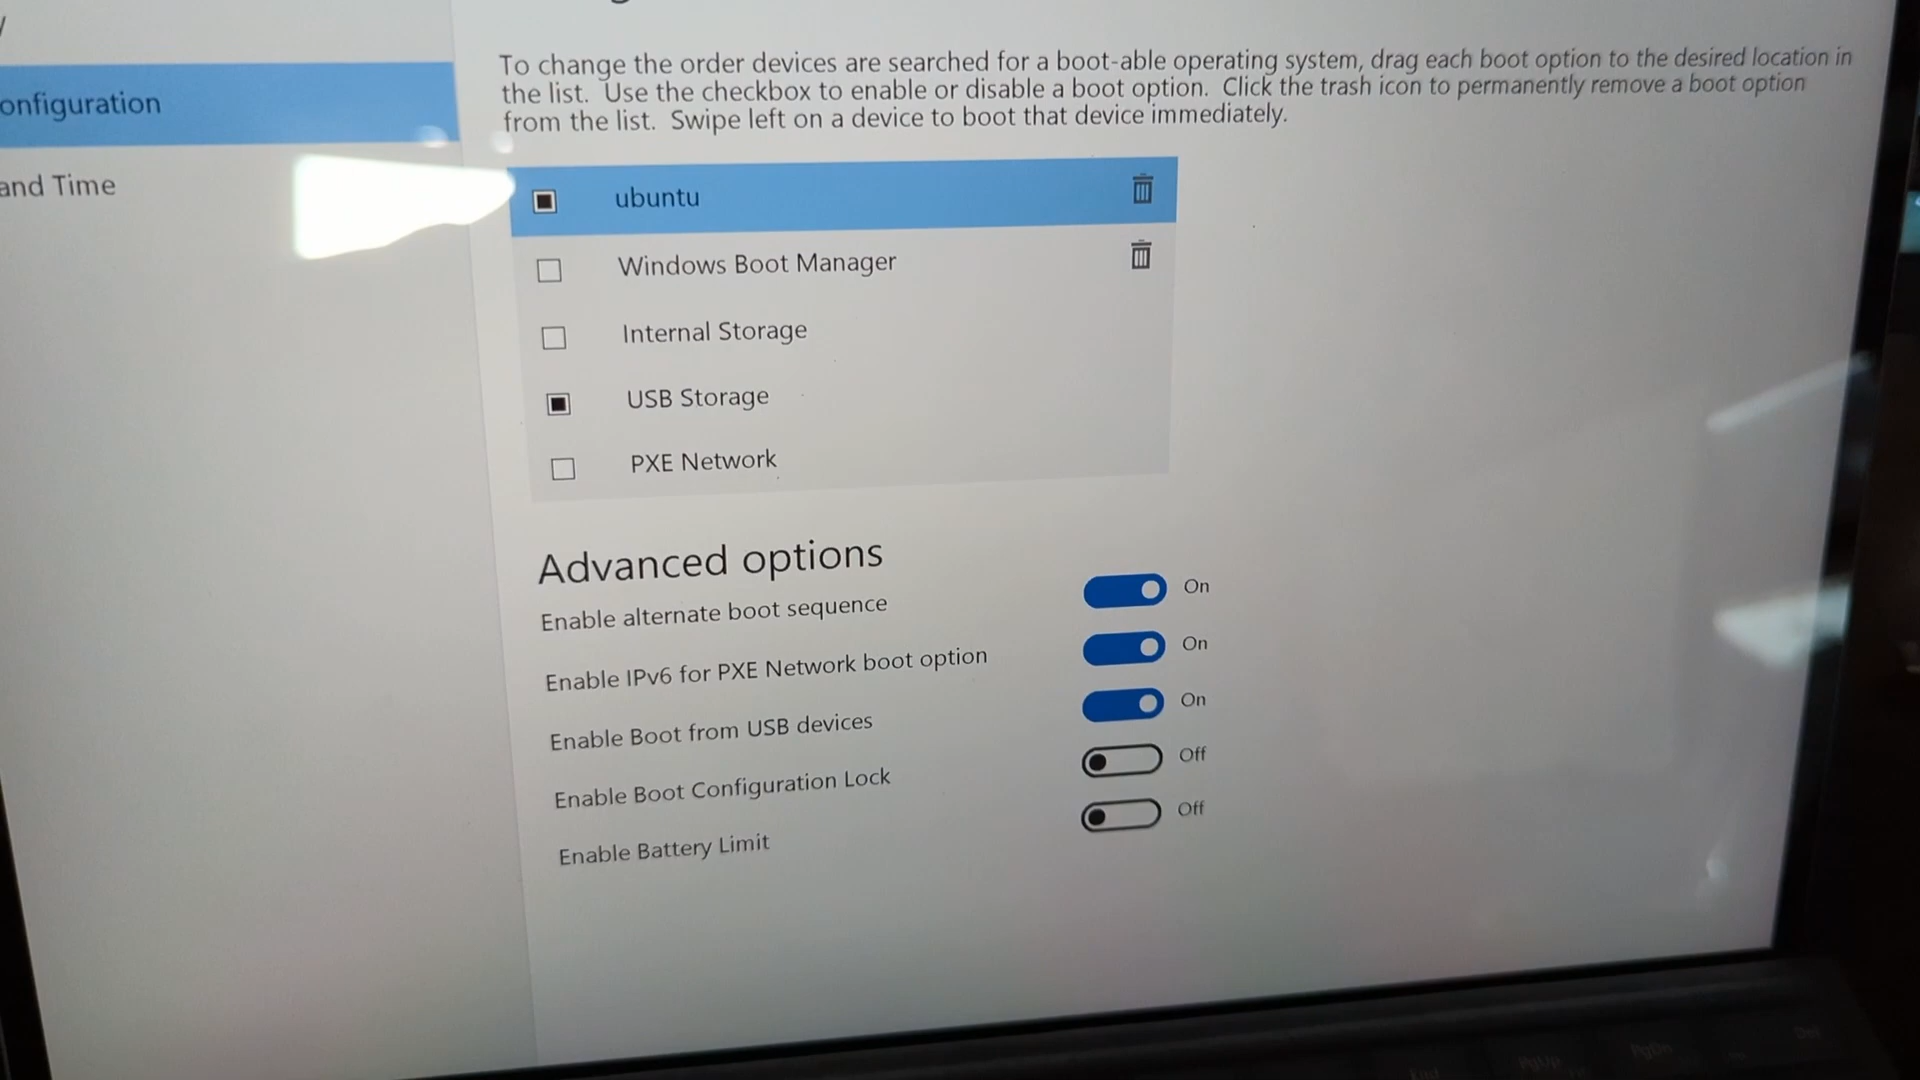 onfiguration
and Time
To change the order devices are searched for a boot-able operating system, drag each boot option to the desired location in
the list. Use the checkbox to enable or disable a boot option. Click the trash icon to permanently remove a boot option
from the list. Swipe left on a device to boot that device immediately.
ubuntu
Windows Boot Manager
Internal Storage
USB Storage
PXE Network
Advanced options
Enable alternate boot sequence On
Enable IPv6 for PXE Network boot option On
Enable Boot from USB devices On
Enable Boot Configuration Lock Off
Enable Battery Limit Off
End PgUp PgDn Del